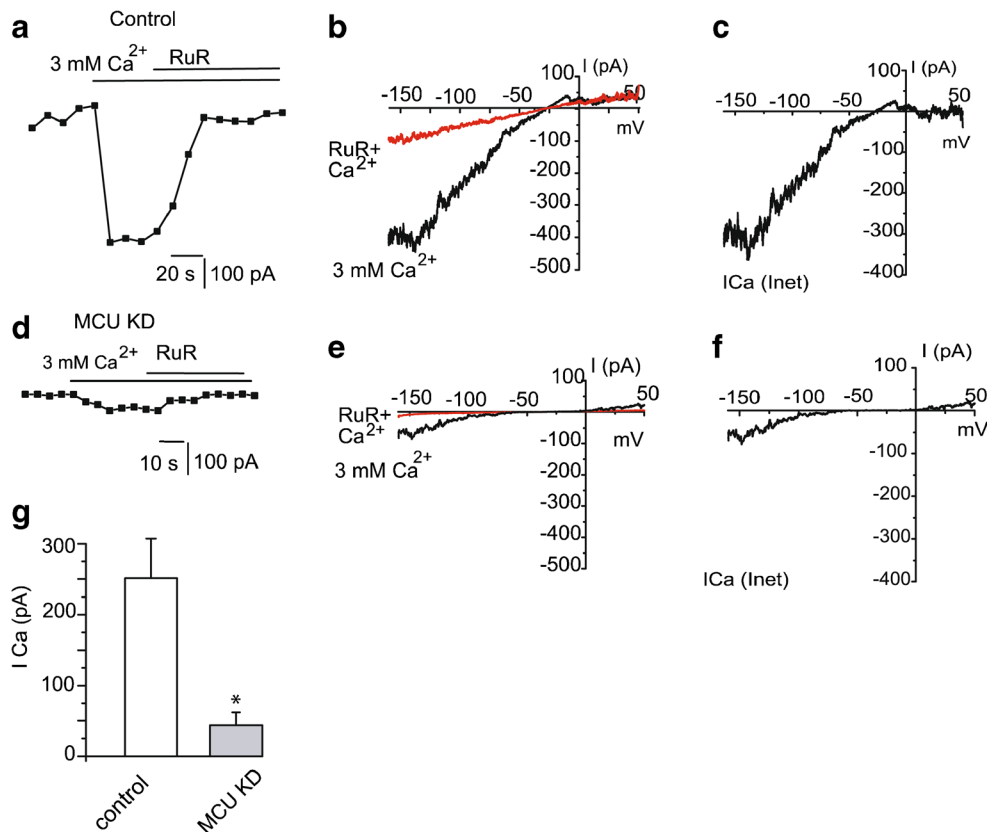 a
Control
3 mM Ca2+
RuR
20 s
100 pA
b
I (pA)
100
-150
-100
-50
50
mV
RuR+
Ca2+
-100
-200
-300
-400
-500
3 mM Ca2+
c
I (pA)
100
-150
-100
-50
50
mV
-100
-200
-300
-400
ICa (Inet)
d
MCU KD
3 mM Ca2+
RuR
10 s
100 pA
e
I (pA)
100
-150
-100
-50
50
RuR+
Ca2+
mV
3 mM Ca2+
-100
-200
-300
-400
-500
f
I (pA)
100
-150
-100
-50
50
mV
-100
-200
-300
-400
ICa (Inet)
g
I Ca (pA)
300
200
100
0
*
control
MCU KD